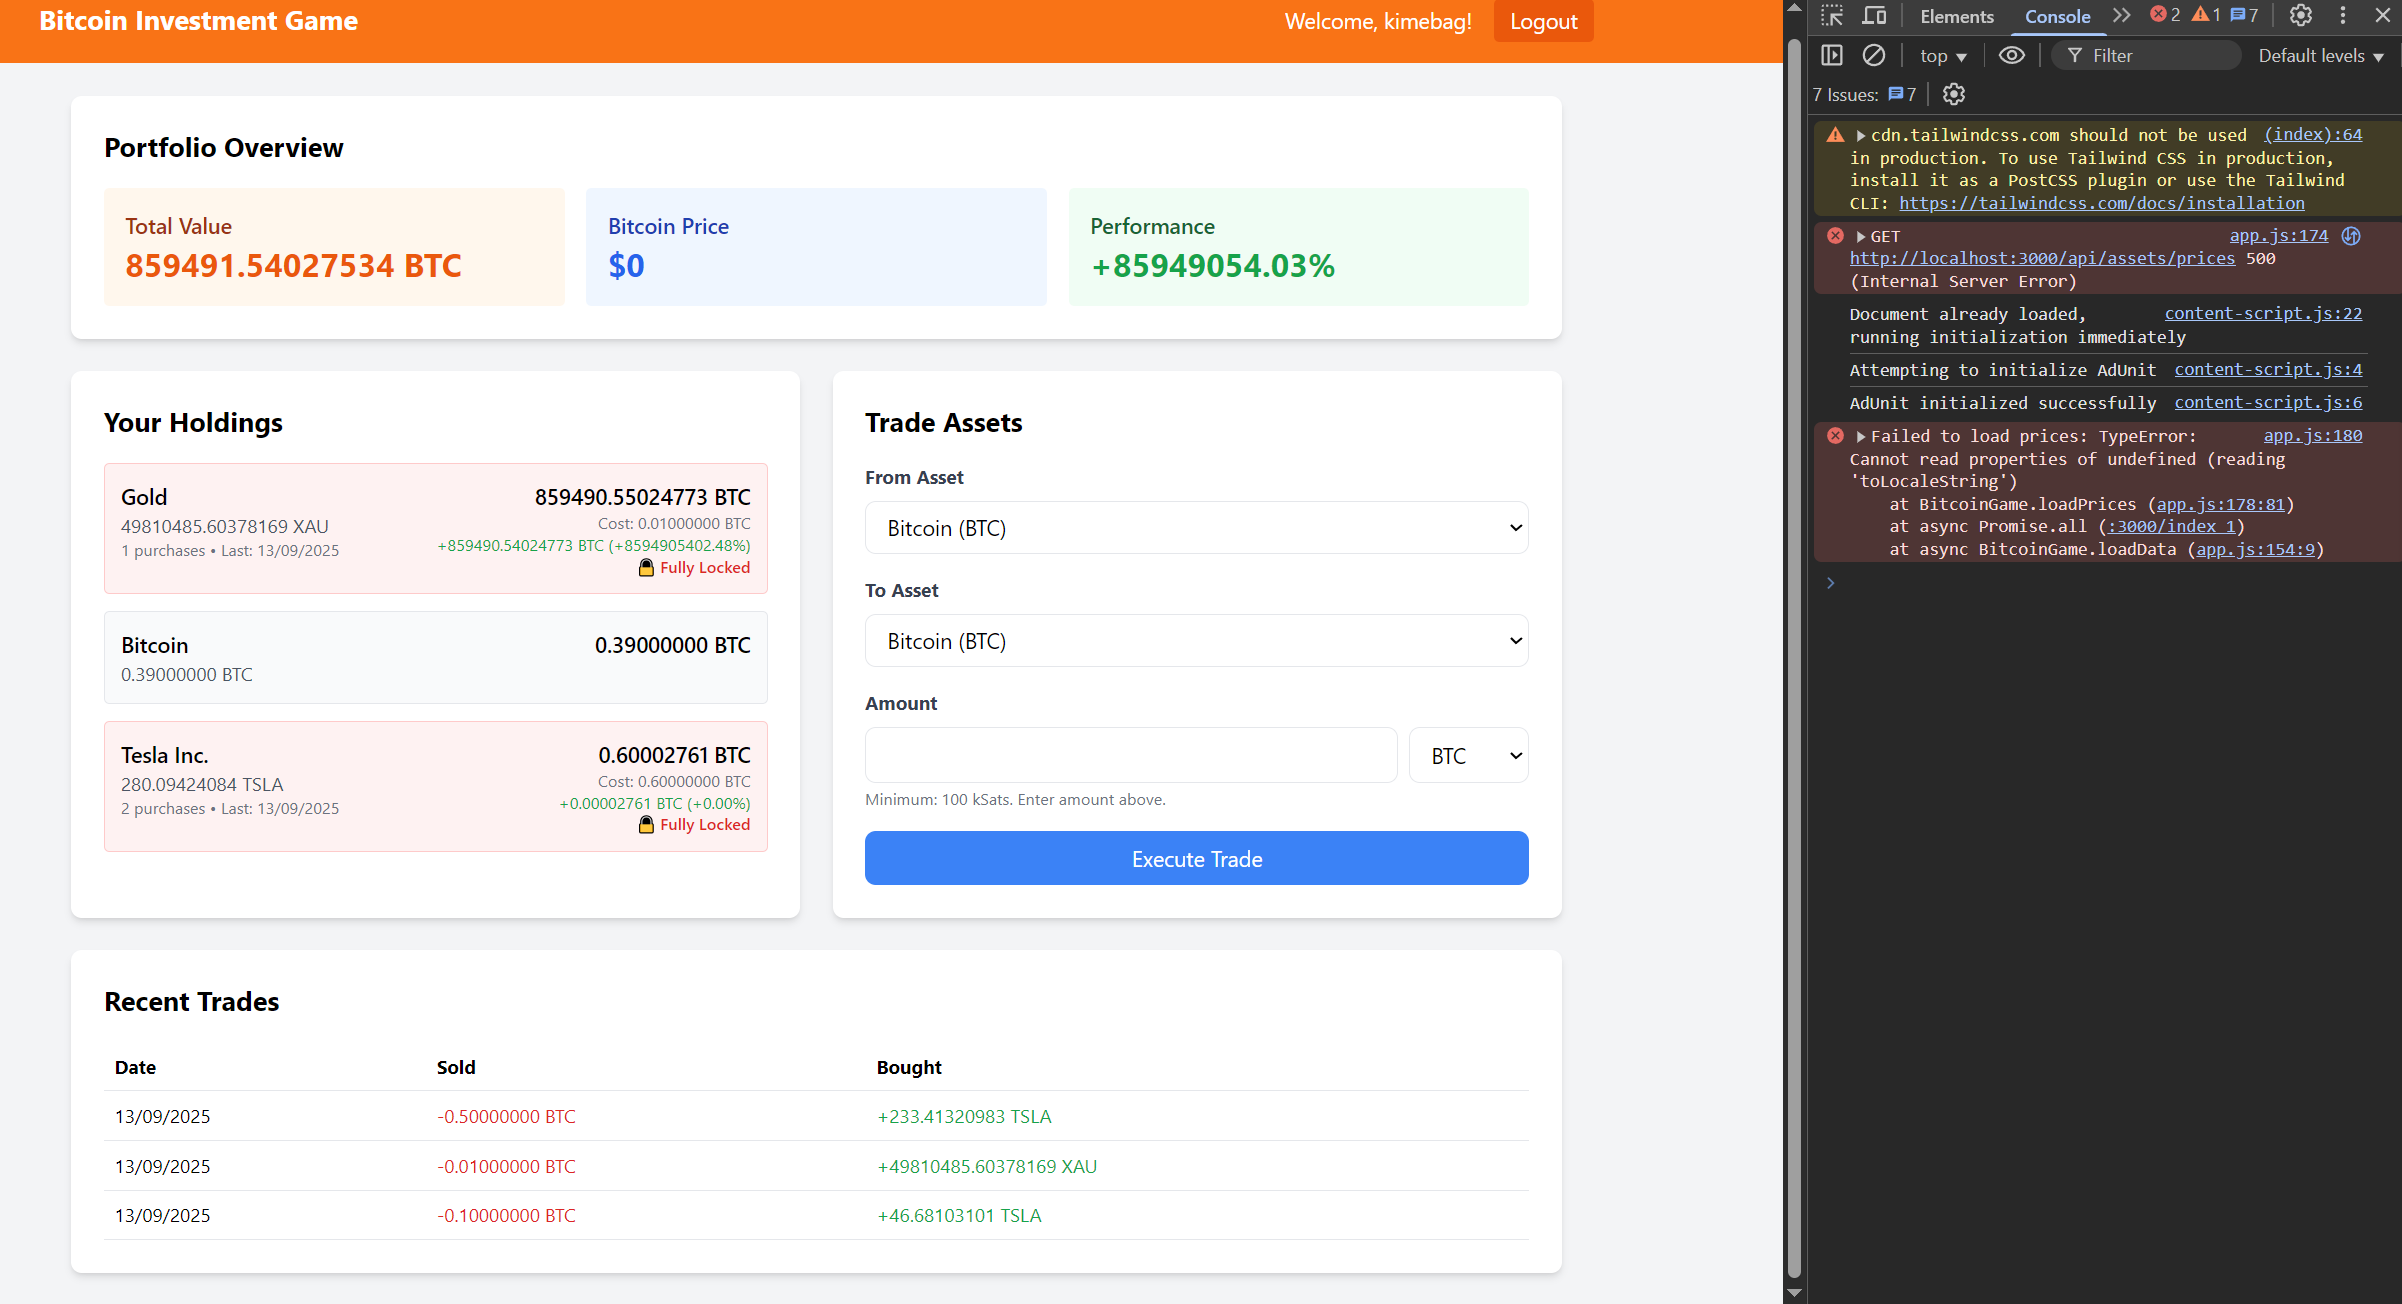 Bitcoin Investment Game
Welcome, kimebag!
Logout
Portfolio Overview
Total Value
859491.54027534 BTC
Bitcoin Price
$0
Performance
+85949054.03%
Your Holdings
Gold
859490.55024773 BTC
49810485.60378169 XAU
Cost: 0.01000000 BTC
1 purchases • Last: 13/09/2025
+859490.54024773 BTC (+8594905402.48%)
🔒 Fully Locked
Bitcoin
0.39000000 BTC
0.39000000 BTC
Tesla Inc.
0.60002761 BTC
280.09424084 TSLA
Cost: 0.60000000 BTC
2 purchases • Last: 13/09/2025
+0.00002761 BTC (+0.00%)
🔒 Fully Locked
Trade Assets
From Asset
Bitcoin (BTC)
To Asset
Bitcoin (BTC)
Amount
BTC
Minimum: 100 kSats. Enter amount above.
Execute Trade
Recent Trades
Date Sold Bought
13/09/2025 -0.50000000 BTC +233.41320983 TSLA
13/09/2025 -0.01000000 BTC +49810485.60378169 XAU
13/09/2025 -0.10000000 BTC +46.68103101 TSLA
Elements Console 2 1 7
top Filter Default levels
7 Issues: 7
cdn.tailwindcss.com should not be used (index):64
in production. To use Tailwind CSS in production,
install it as a PostCSS plugin or use the Tailwind
CLI: https://tailwindcss.com/docs/installation
GET app.js:174
http://localhost:3000/api/assets/prices 500
(Internal Server Error)
Document already loaded, content-script.js:22
running initialization immediately
Attempting to initialize AdUnit content-script.js:4
AdUnit initialized successfully content-script.js:6
Failed to load prices: TypeError: app.js:180
Cannot read properties of undefined (reading
'toLocaleString')
at BitcoinGame.loadPrices (app.js:178:81)
at async Promise.all (:3000/index 1)
at async BitcoinGame.loadData (app.js:154:9)